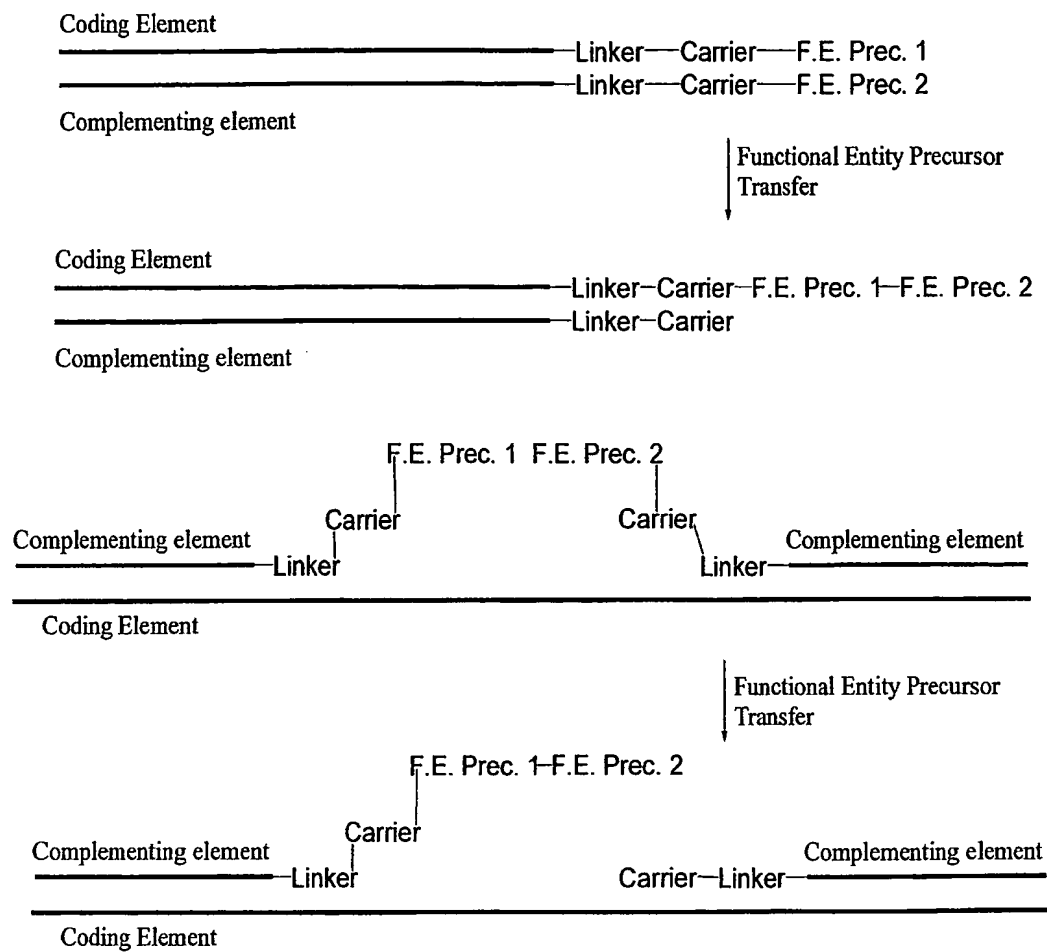 Coding Element
Linker—Carrier—F.E. Prec. 1
Linker—Carrier—F.E. Prec. 2
Complementing element
Functional Entity Precursor
Transfer
Coding Element
Linker—Carrier—F.E. Prec. 1—F.E. Prec. 2
Linker—Carrier
Complementing element
F.E. Prec. 1 F.E. Prec. 2
Carrier Carrier
Complementing element Complementing element
Linker Linker
Coding Element
Functional Entity Precursor
Transfer
F.E. Prec. 1—F.E. Prec. 2
Carrier
Complementing element Complementing element
Linker Carrier—Linker
Coding Element